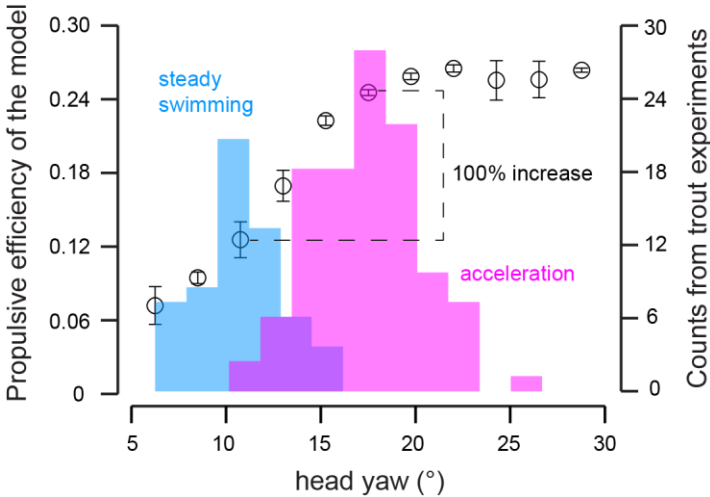 Propulsive efficiency of the model
0.30
0.24
0.18
0.12
0.06
0
steady
swimming
100% increase
acceleration
30
24
18
12
6
0
Counts from trout experiments
5
10
15
20
25
30
head yaw (°)